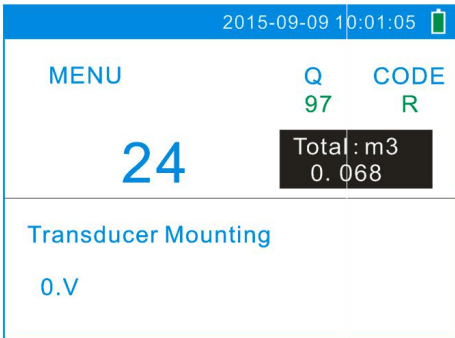 2015-09-09 10:01:05
MENU Q CODE
97 R
24 Total:m3
0.068
Transducer Mounting
0.V